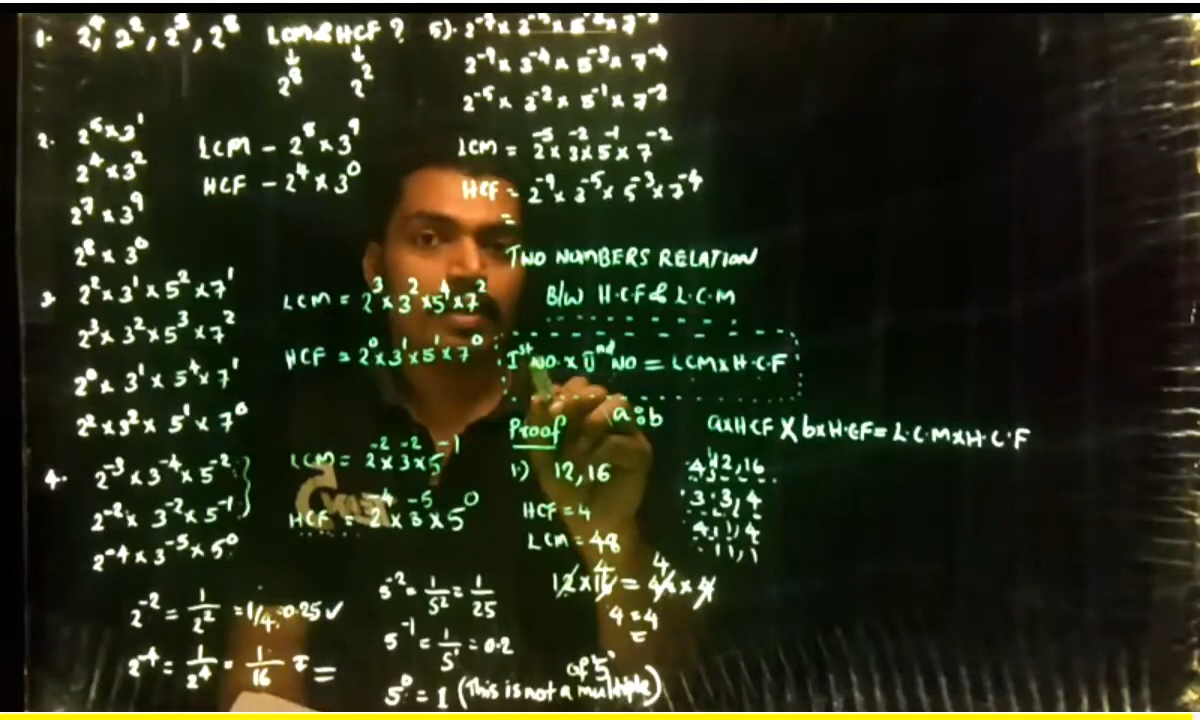 1. 2⁹, 2², 2³, 2⁸ LCM & HCF ?
↓ ↓
2⁸ 2²
2. 2⁵ x 3¹
2⁴ x 3²
2⁷ x 3⁹
2⁸ x 3⁰
LCM - 2⁸ x 3⁹
HCF - 2⁴ x 3⁰
3 2² x 3¹ x 5² x 7¹
2³ x 3² x 5³ x 7²
2⁰ x 3¹ x 5⁴ x 7¹
2² x 3² x 5¹ x 7⁰
LCM = 2³ x 3² x 5⁴ x 7²
HCF = 2⁰ x 3¹ x 5¹ x 7⁰
4. 2⁻³ x 3⁻⁴ x 5⁻²
2⁻² x 3⁻² x 5⁻¹
2⁻⁴ x 3⁻⁵ x 5⁰
LCM = 2⁻² x 3⁻² x 5⁻¹
HCF = 2⁻⁴ x 3⁻⁵ x 5⁰
2⁻² = 1/2² = 1/4 = 0.25 ✓
2⁻⁴ = 1/2⁴ = 1/16 = =
5⁻² = 1/5² = 1/25
5⁻¹ = 1/5¹ = 0.2
5⁰ = 1 (This is not a multiple) of 5
5).
2⁻⁹ x 3⁻⁴ x 5⁻³ x 7⁻⁴
2⁻⁵ x 3⁻² x 5⁻¹ x 7⁻²
LCM = 2⁻⁵ x 3⁻² x 5⁻¹ x 7⁻²
HCF = 2⁻⁹ x 3⁻⁵ x 5⁻³ x 7⁻⁴
=
TWO NUMBERS RELATION
B/W H.C.F & L.C.M
Iˢᵗ NO x IIⁿᵈ NO = LCM x H.C.F
Proof a:b
a x HCF X b x H.C.F = L.C.M x H.C.F
1) 12, 16
HCF = 4
LCM = 48
12 x 16 = 48 x 4
4 = 4
=
4 12, 16
3 3, 4
4 1, 4
1, 1